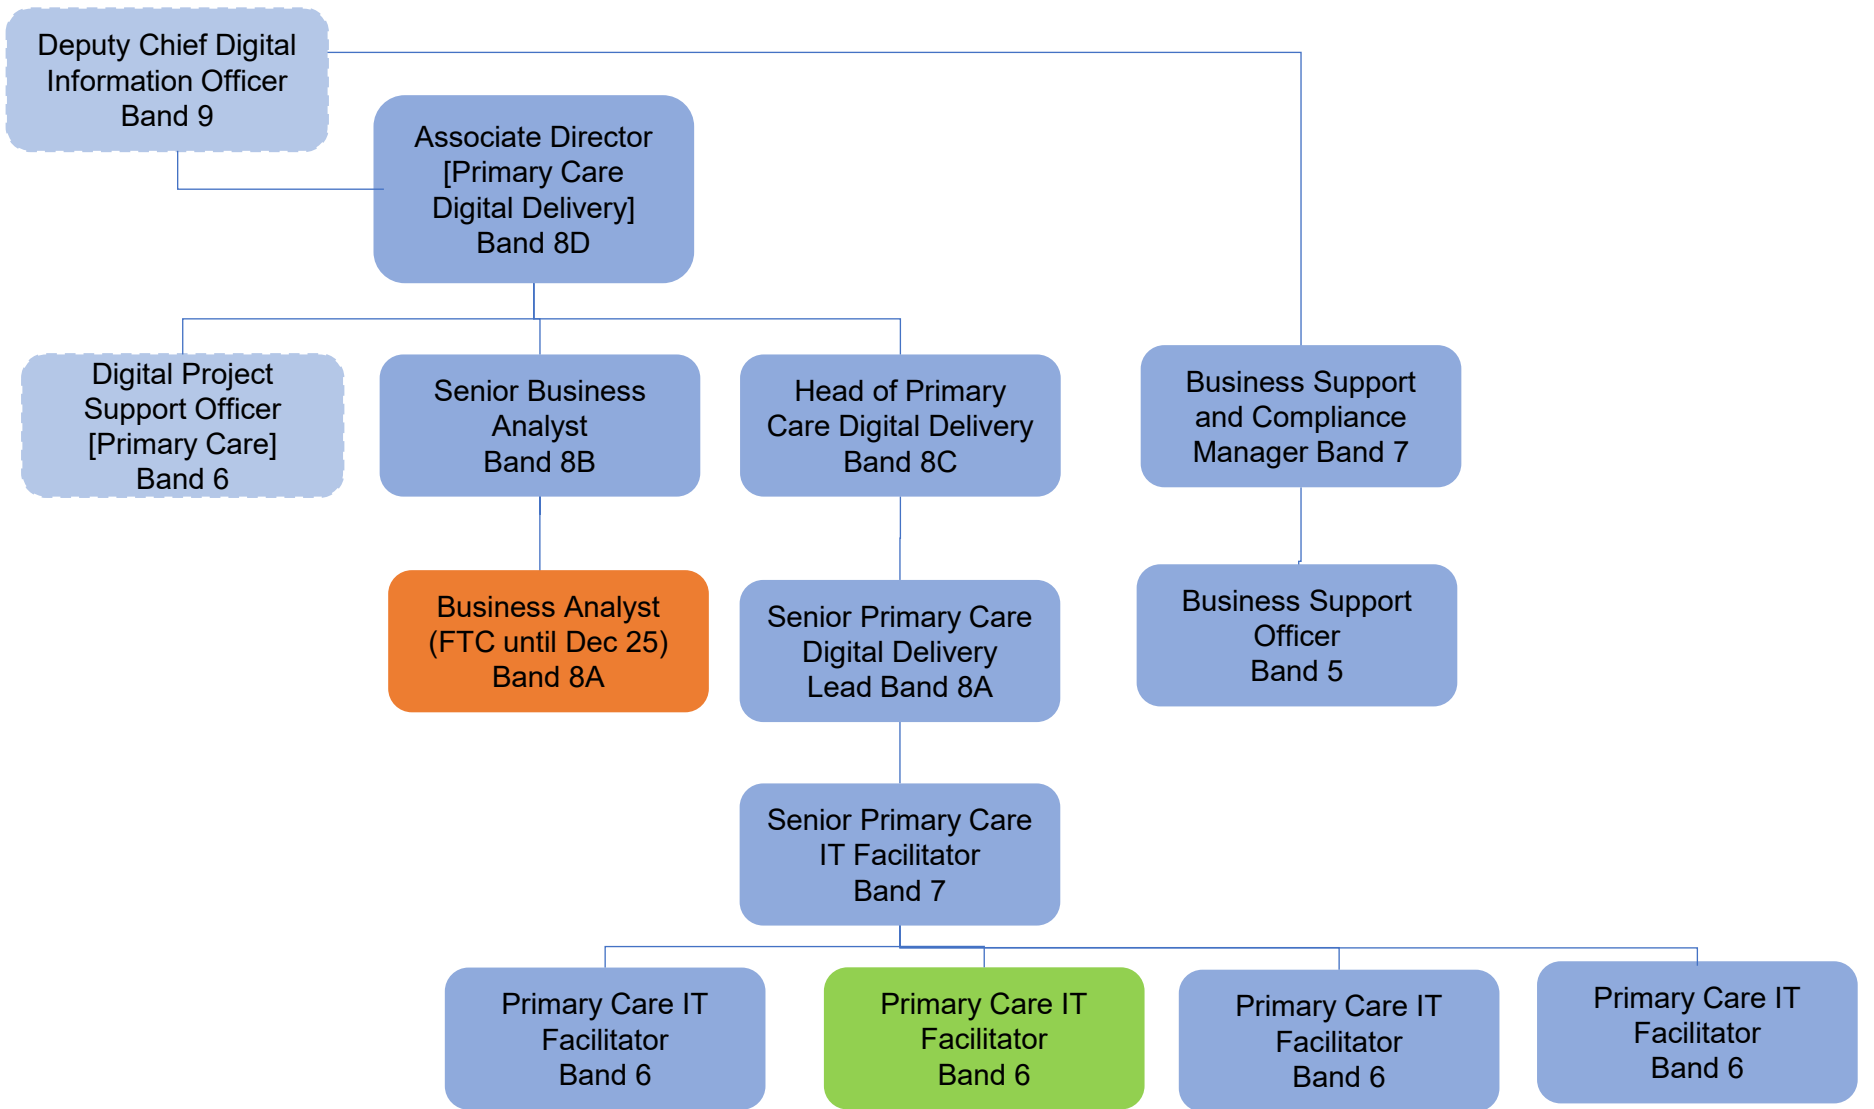 Deputy Chief Digital
Information Officer
Band 9
Associate Director
[Primary Care
Digital Delivery]
Band 8D
Digital Project
Support Officer
[Primary Care]
Band 6
Senior Business
Analyst
Band 8B
Head of Primary
Care Digital Delivery
Band 8C
Business Support
and Compliance
Manager Band 7
Business Analyst
(FTC until Dec 25)
Band 8A
Senior Primary Care
Digital Delivery
Lead Band 8A
Business Support
Officer
Band 5
Senior Primary Care
IT Facilitator
Band 7
Primary Care IT
Facilitator
Band 6
Primary Care IT
Facilitator
Band 6
Primary Care IT
Facilitator
Band 6
Primary Care IT
Facilitator
Band 6